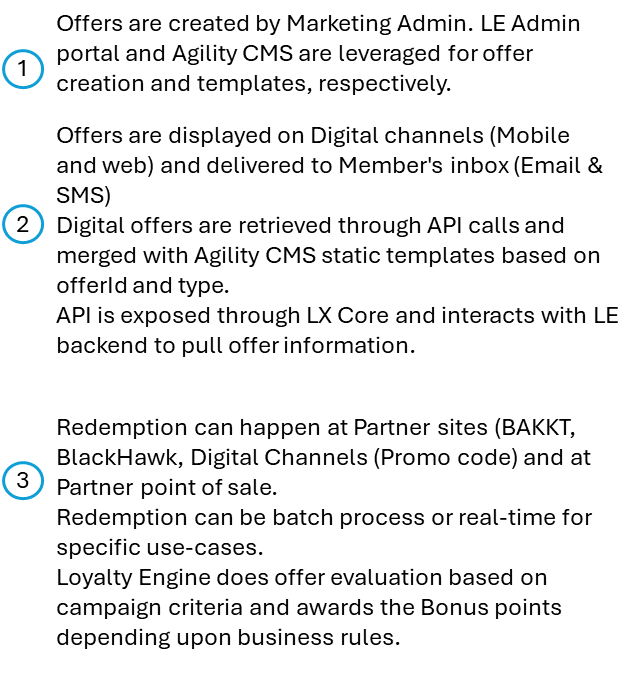 Offers are created by Marketing Admin. LE Admin
1
portal and Agility CMS are leveraged for offer
creation and templates, respectively.
Offers are displayed on Digital channels (Mobile
and web) and delivered to Member's inbox (Email &
SMS)
2
Digital offers are retrieved through API calls and
merged with Agility CMS static templates based on
offerId and type.
API is exposed through LX Core and interacts with LE
backend to pull offer information.
Redemption can happen at Partner sites (BAKKT,
BlackHawk, Digital Channels (Promo code) and at
3
Partner point of sale.
Redemption can be batch process or real-time for
specific use-cases.
Loyalty Engine does offer evaluation based on
campaign criteria and awards the Bonus points
depending upon business rules.